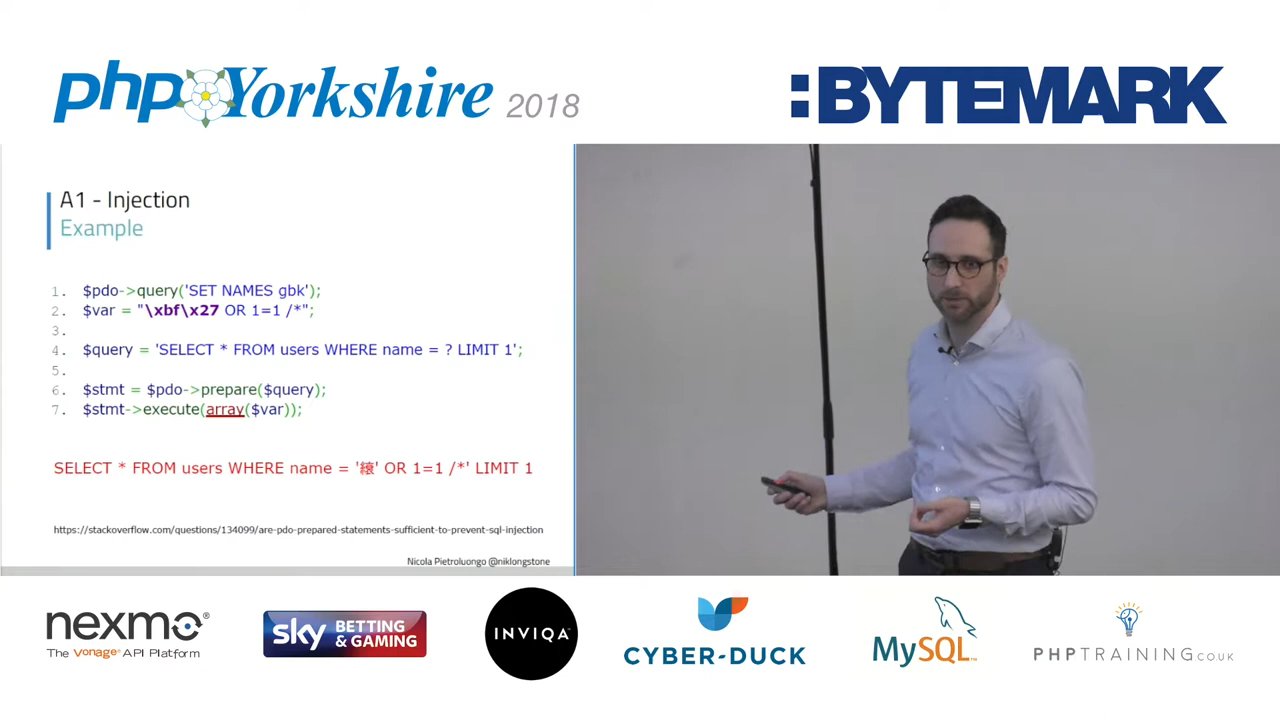 php Yorkshire 2018
:BYTEMARK
A1 - Injection
Example
1. $pdo->query('SET NAMES gbk');
2. $var = "\xbf\x27 OR 1=1 /*";
3.
4. $query = 'SELECT * FROM users WHERE name = ? LIMIT 1';
5.
6. $stmt = $pdo->prepare($query);
7. $stmt->execute(array($var));
SELECT * FROM users WHERE name = '縗' OR 1=1 /*' LIMIT 1
https://stackoverflow.com/questions/134099/are-pdo-prepared-statements-sufficient-to-prevent-sql-injection
Nicola Pietroluongo @niklongstone
nexmo®
The Vonage® API Platform
sky BETTING
& GAMING
INVIQA™
CYBER-DUCK
MySQL™
PHPTRAINING.CO.UK